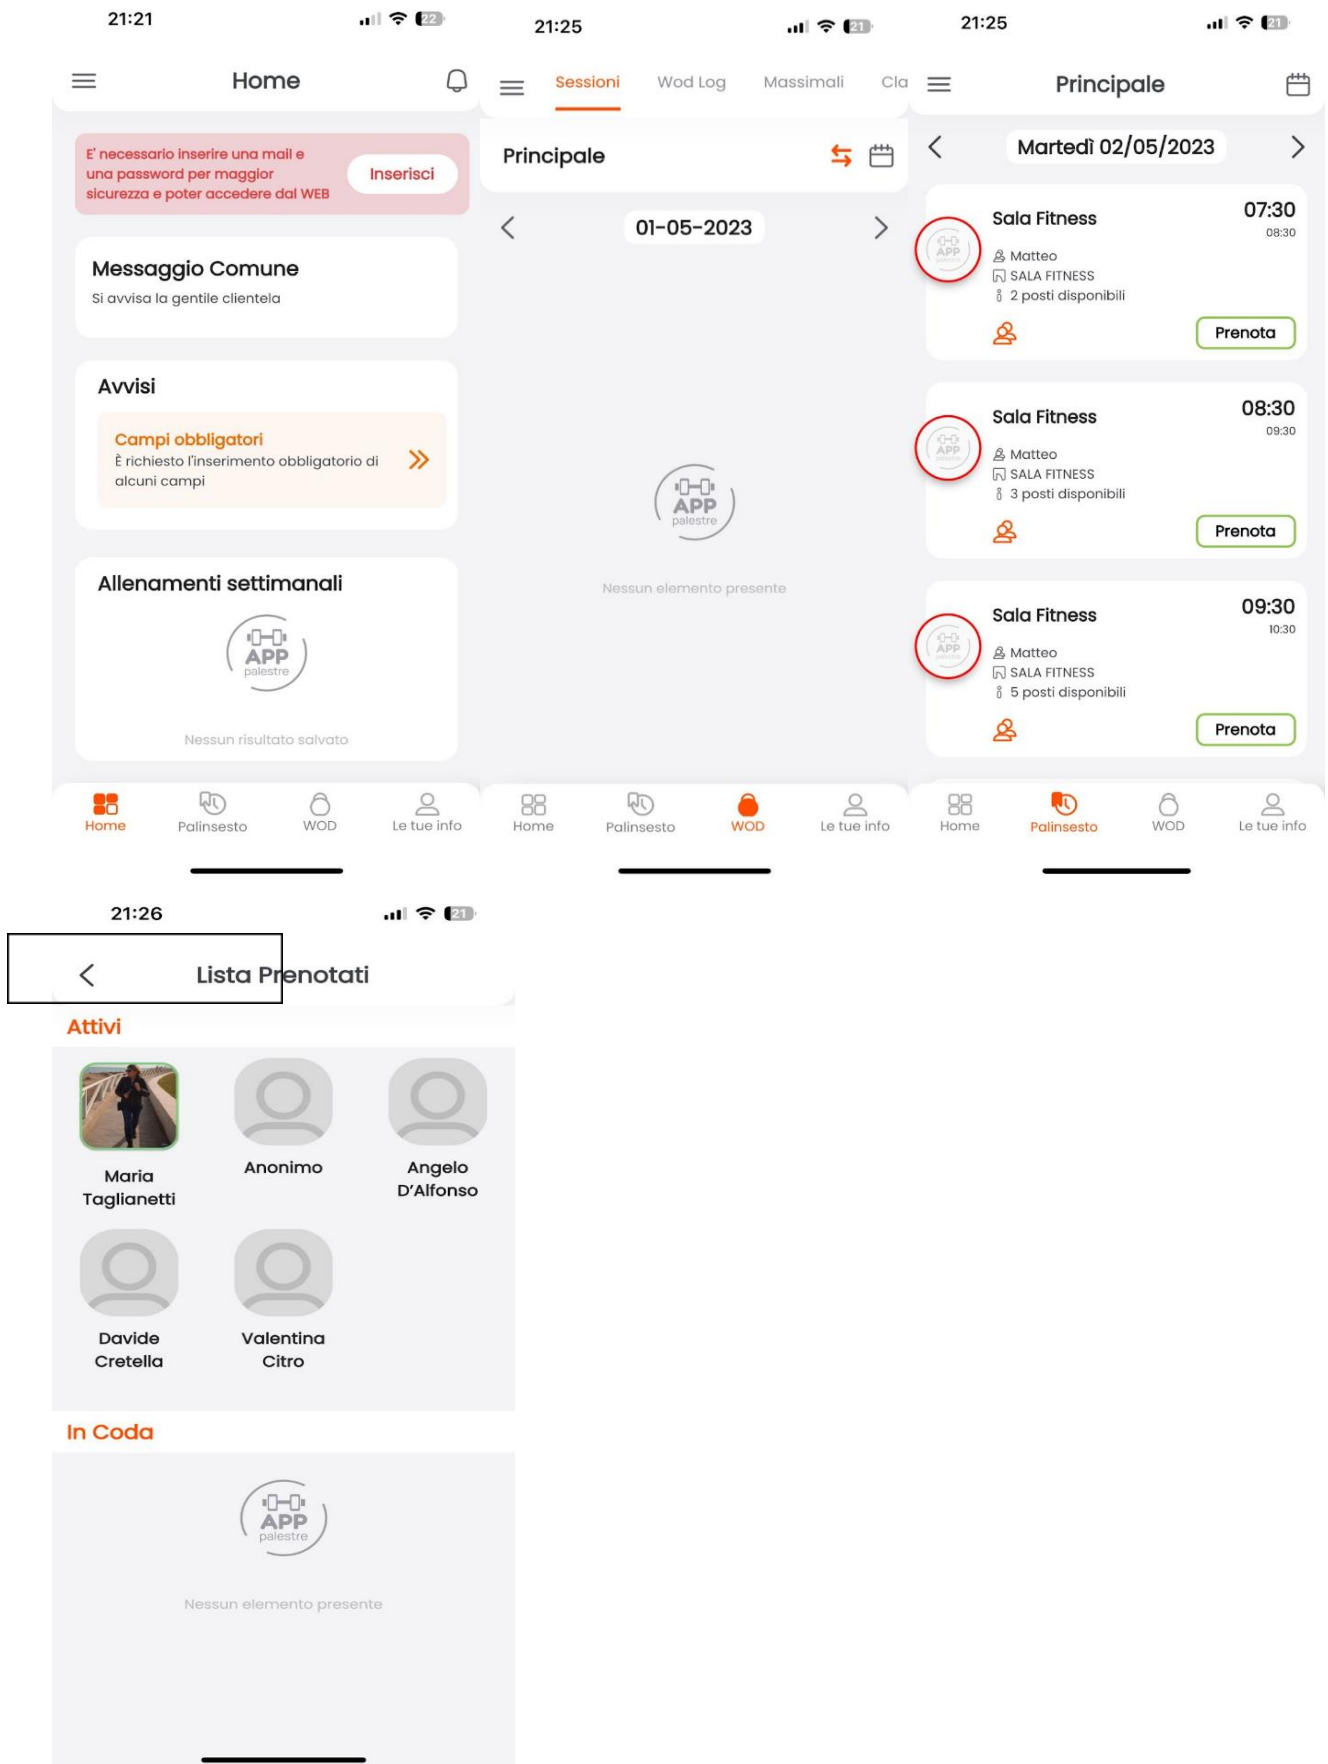 21:21
22
Home
E' necessario inserire una mail e
una password per maggior
sicurezza e poter accedere dal WEB
Inserisci
Messaggio Comune
Si avvisa la gentile clientela
Avvisi
Campi obbligatori
È richiesto l'inserimento obbligatorio di
alcuni campi
Allenamenti settimanali
APP
palestre
Nessun risultato salvato
Home
Palinsesto
WOD
Le tue info
21:25
21
Sessioni
Wod Log
Massimali
Cla
Principale
01-05-2023
APP
palestre
Nessun elemento presente
Home
Palinsesto
WOD
Le tue info
21:25
21
Principale
Martedì 02/05/2023
APP
palestre
Sala Fitness
07:30
08:30
Matteo
SALA FITNESS
2 posti disponibili
Prenota
APP
palestre
Sala Fitness
08:30
09:30
Matteo
SALA FITNESS
3 posti disponibili
Prenota
APP
palestre
Sala Fitness
09:30
10:30
Matteo
SALA FITNESS
5 posti disponibili
Prenota
Home
Palinsesto
WOD
Le tue info
21:26
21
Lista Prenotati
Attivi
Maria
Taglianetti
Anonimo
Angelo
D'Alfonso
Davide
Cretella
Valentina
Citro
In Coda
APP
palestre
Nessun elemento presente